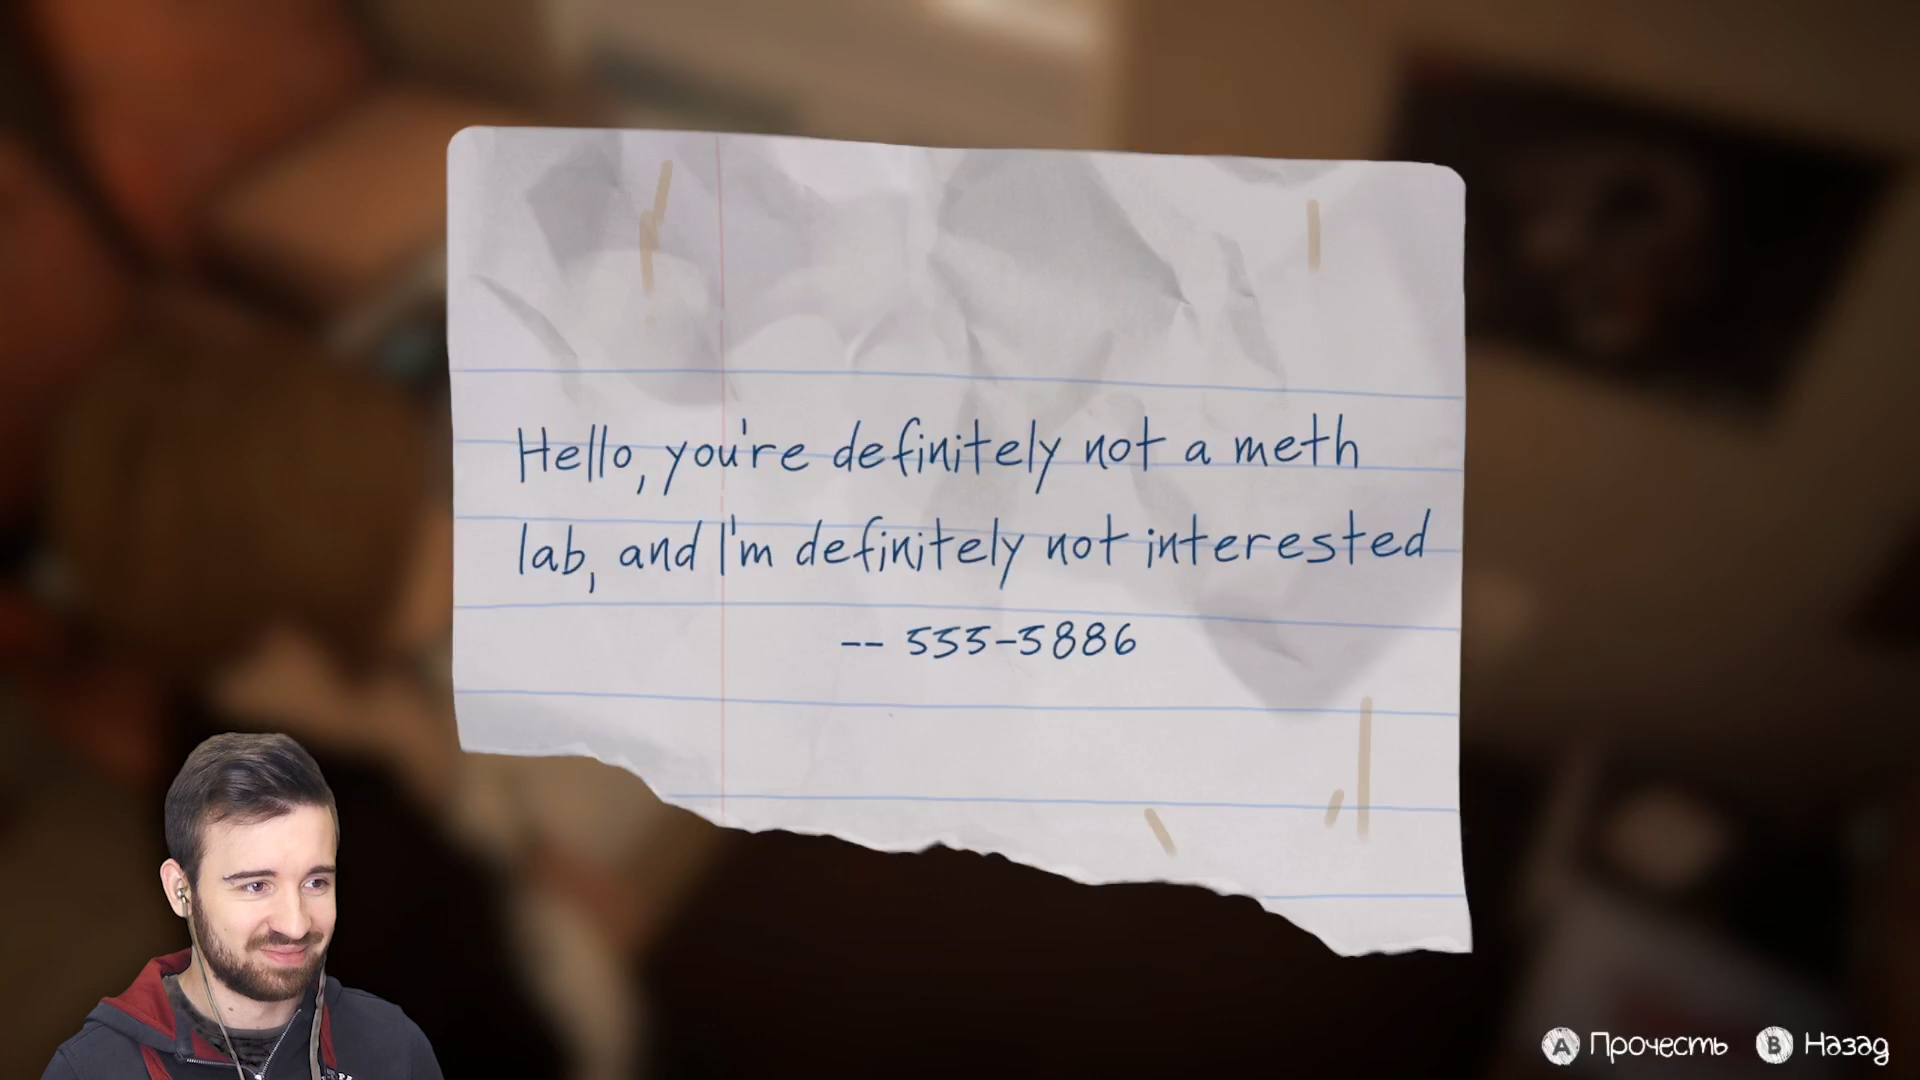 Hello, you're definitely not a meth
lab, and I'm definitely not interested
-- 555-5886
A Прочесть B Назад